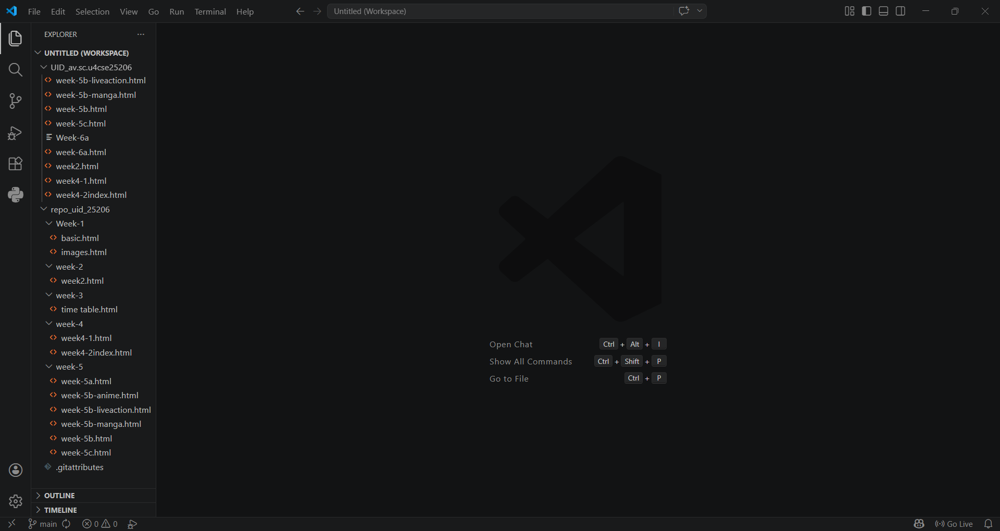 File Edit Selection View Go Run Terminal Help
Untitled (Workspace)
EXPLORER
UNTITLED (WORKSPACE)
UID_av.sc.u4cse25206
week-5b-liveaction.html
week-5b-manga.html
week-5b.html
week-5c.html
Week-6a
week-6a.html
week2.html
week4-1.html
week4-2index.html
repo_uid_25206
Week-1
basic.html
images.html
week-2
week2.html
week-3
time table.html
week-4
week4-1.html
week4-2index.html
week-5
week-5a.html
week-5b-anime.html
week-5b-liveaction.html
week-5b-manga.html
week-5b.html
week-5c.html
.gitattributes
OUTLINE
TIMELINE
Open Chat Ctrl + Alt + I
Show All Commands Ctrl + Shift + P
Go to File Ctrl + P
main 0 0 Go Live